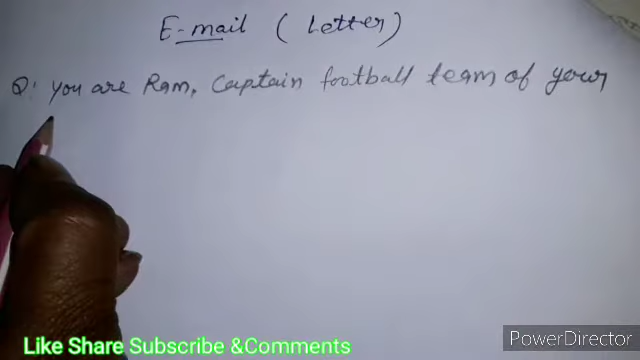 E-mail (Letter)
Q: You are Ram, Captain football team of your
PowerDirector
Like Share Subscribe &Comments